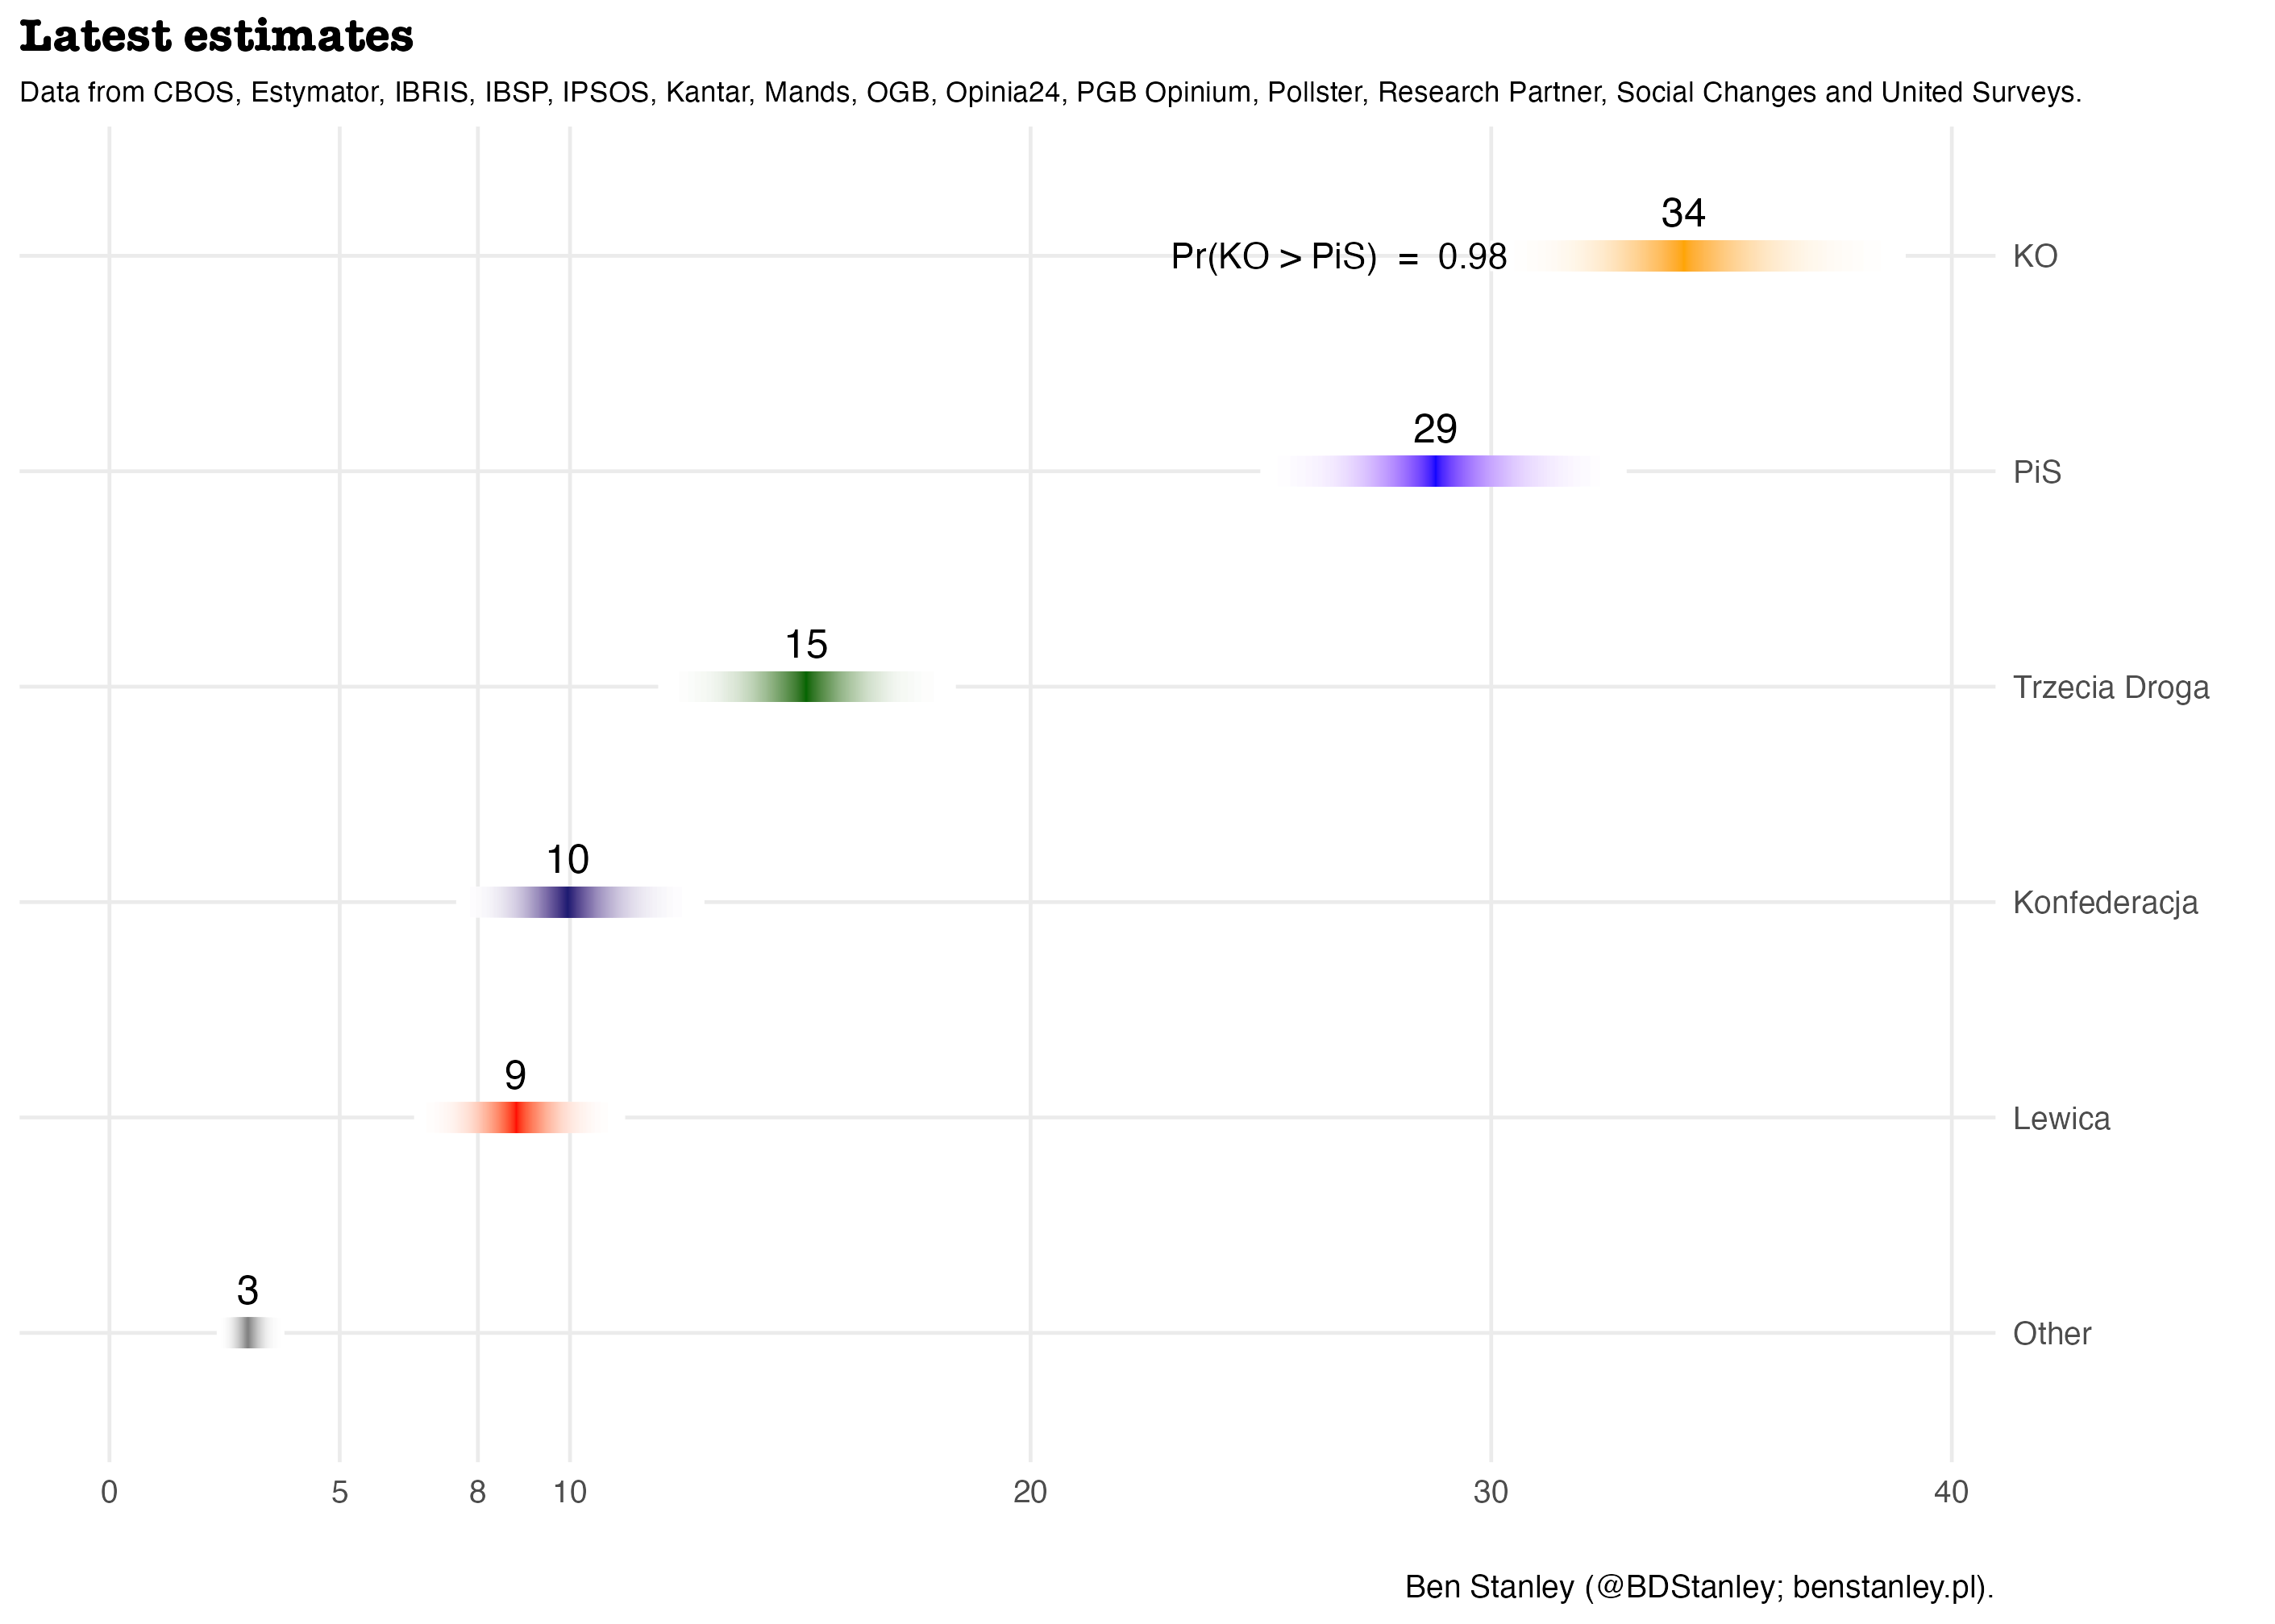 Latest estimates
Data from CBOS, Estymator, IBRIS, IBSP, IPSOS, Kantar, Mands, OGB, Opinia24, PGB Opinium, Pollster, Research Partner, Social Changes and United Surveys.
34
Pr(KO > PiS) = 0.98
KO
29
PiS
15
Trzecia Droga
10
Konfederacja
9
Lewica
3
Other
0 5 8 10 20 30 40
Ben Stanley (@BDStanley; benstanley.pl).